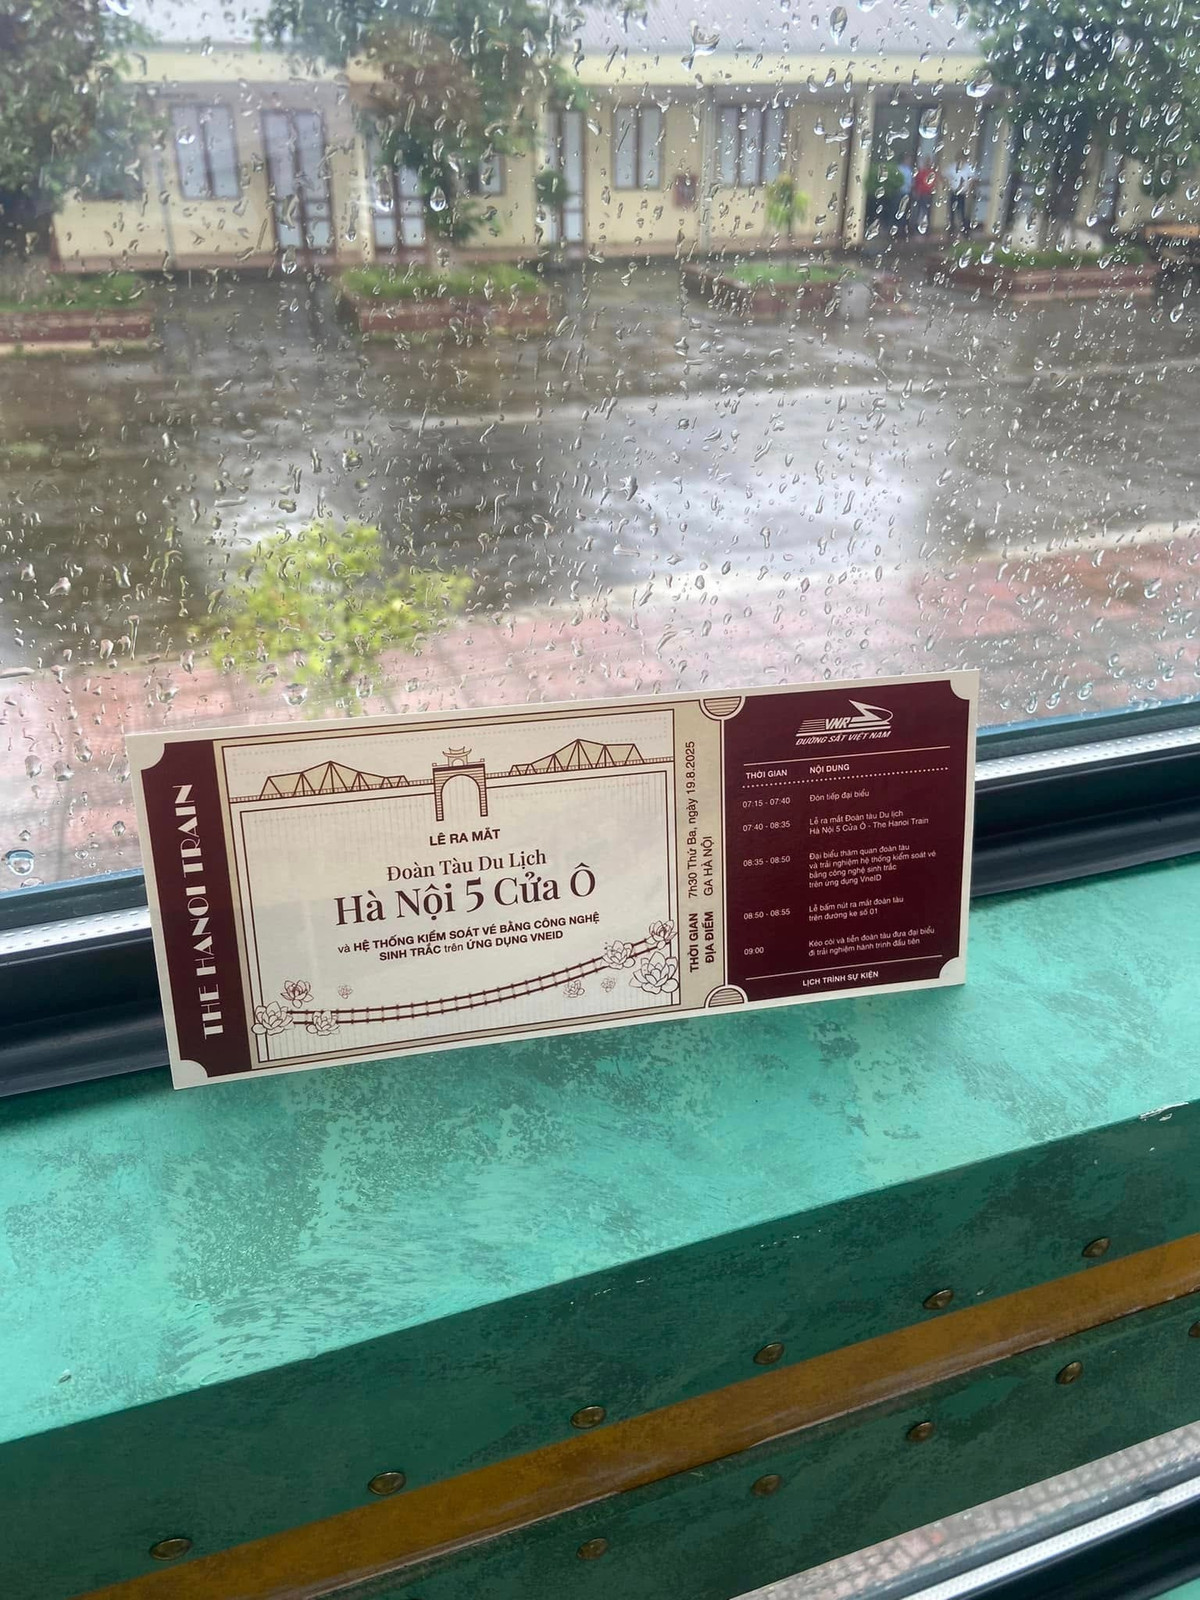 THE HANOI TRAIN
LỄ RA MẮT
Đoàn Tàu Du Lịch
Hà Nội 5 Cửa Ô
và HỆ THỐNG KIỂM SOÁT VÉ BẰNG CÔNG NGHỆ
SINH TRẮC trên ỨNG DỤNG VNEID
THỜI GIAN 7h30 Thứ Ba, ngày 19.8.2025
ĐỊA ĐIỂM GA HÀ NỘI
VNR
ĐƯỜNG SẮT VIỆT NAM
THỜI GIAN NỘI DUNG
07:15 - 07:40 Đón tiếp đại biểu
07:40 - 08:35 Lễ ra mắt Đoàn tàu Du lịch
Hà Nội 5 Cửa Ô - The Hanoi Train
08:35 - 08:50 Đại biểu thăm quan đoàn tàu
và trải nghiệm hệ thống kiểm soát vé
bằng công nghệ sinh trắc
trên ứng dụng VneID
08:50 - 08:55 Lễ bấm nút ra mắt đoàn tàu
trên đường ke số 01
09:00 Kéo còi và tiễn đoàn tàu đưa đại biểu
đi trải nghiệm hành trình đầu tiên
LỊCH TRÌNH SỰ KIỆN